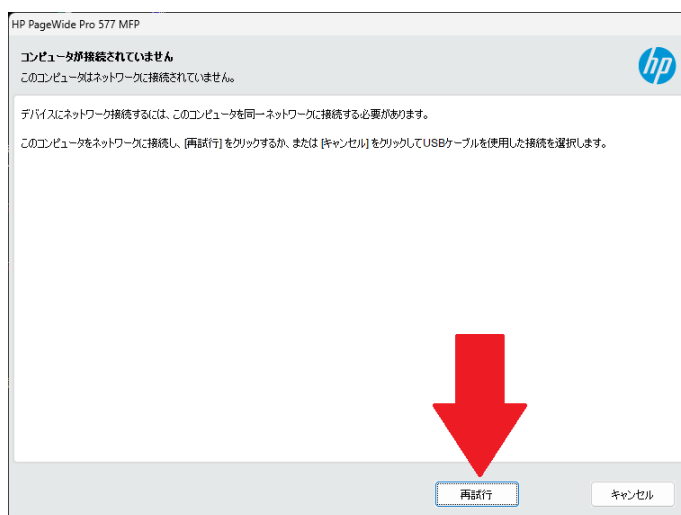 HP PageWide Pro 577 MFP
コンピュータが接続されていません
このコンピュータはネットワークに接続されていません。
hp
デバイスにネットワーク接続するには、このコンピュータを同一ネットワークに接続する必要があります。
このコンピュータをネットワークに接続し、[再試行] をクリックするか、または [キャンセル] をクリックしてUSBケーブルを使用した接続を選択します。
再試行
キャンセル